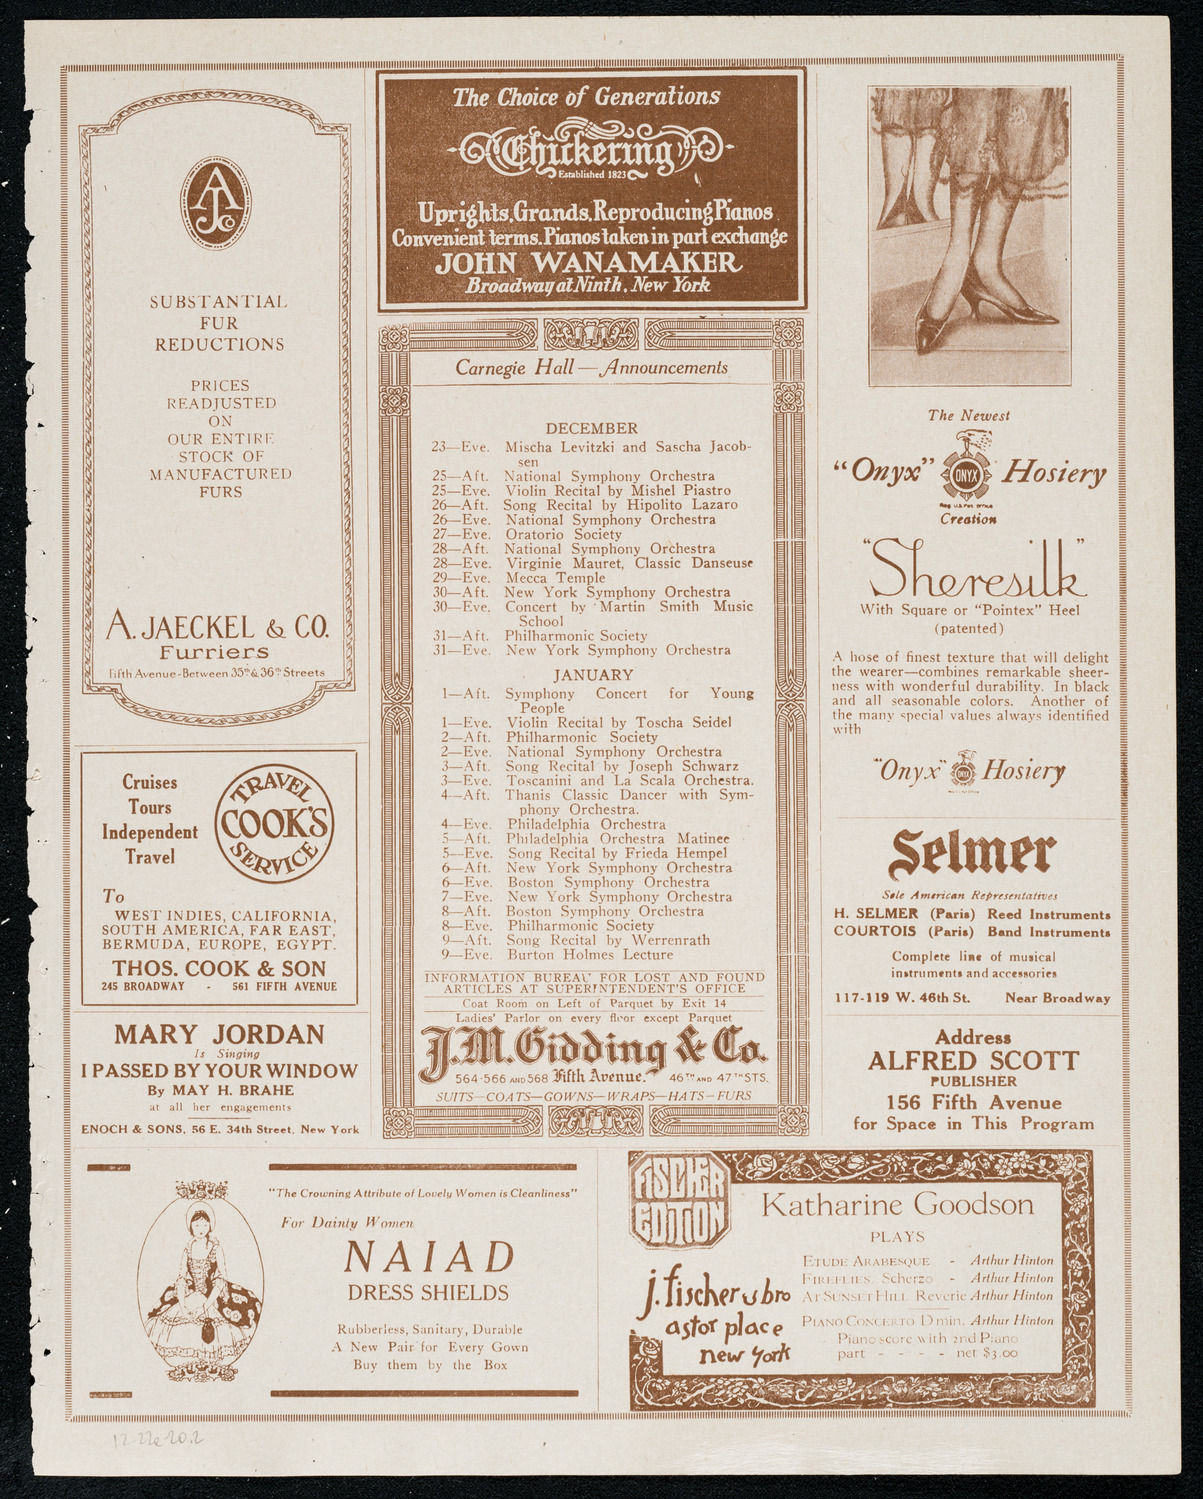 AJCo
SUBSTANTIAL
FUR
REDUCTIONS
PRICES
READJUSTED
ON
OUR ENTIRE
STOCK OF
MANUFACTURED
FURS
A. JAECKEL & CO.
Furriers
Fifth Avenue-Between 35th & 36th Streets
Cruises
Tours
Independent
Travel
TRAVEL
COOK'S
SERVICE
To
WEST INDIES, CALIFORNIA,
SOUTH AMERICA, FAR EAST,
BERMUDA, EUROPE, EGYPT.
THOS. COOK & SON
245 BROADWAY - 561 FIFTH AVENUE
MARY JORDAN
Is Singing
I PASSED BY YOUR WINDOW
By MAY H. BRAHE
at all her engagements
ENOCH & SONS, 56 E. 34th Street, New York
The Choice of Generations
Chickering
Established 1823
Uprights, Grands, Reproducing Pianos
Convenient terms. Pianos taken in part exchange
JOHN WANAMAKER
Broadway at Ninth, New York
Carnegie Hall — Announcements
DECEMBER
23—Eve. Mischa Levitzki and Sascha Jacob-
sen
25—Aft. National Symphony Orchestra
25—Eve. Violin Recital by Mishel Piastro
26—Aft. Song Recital by Hipolito Lazaro
26—Eve. National Symphony Orchestra
27—Eve. Oratorio Society
28—Aft. National Symphony Orchestra
28—Eve. Virginie Mauret, Classic Danseuse
29—Eve. Mecca Temple
30—Aft. New York Symphony Orchestra
30—Eve. Concert by Martin Smith Music
School
31—Aft. Philharmonic Society
31—Eve. New York Symphony Orchestra
JANUARY
1—Aft. Symphony Concert for Young
People
1—Eve. Violin Recital by Toscha Seidel
2—Aft. Philharmonic Society
2—Eve. National Symphony Orchestra
3—Aft. Song Recital by Joseph Schwarz
3—Eve. Toscanini and La Scala Orchestra.
4—Aft. Thanis Classic Dancer with Sym-
phony Orchestra.
4—Eve. Philadelphia Orchestra
5—Aft. Philadelphia Orchestra Matinee
5—Eve. Song Recital by Frieda Hempel
6—Aft. New York Symphony Orchestra
6—Eve. Boston Symphony Orchestra
7—Eve. New York Symphony Orchestra
8—Aft. Boston Symphony Orchestra
8—Eve. Philharmonic Society
9—Aft. Song Recital by Werrenrath
9—Eve. Burton Holmes Lecture
INFORMATION BUREAU FOR LOST AND FOUND
ARTICLES AT SUPERINTENDENT'S OFFICE
Coat Room on Left of Parquet by Exit 14
Ladies' Parlor on every floor except Parquet
J.M. Gidding & Co.
564-566 AND 568 Fifth Avenue. 46TH AND 47TH STS.
SUITS—COATS—GOWNS—WRAPS—HATS—FURS
The Newest
"Onyx" ONYX Hosiery
Reg. U.S. Pat. Office
Creation
"Sheresilk"
With Square or "Pointex" Heel
(patented)
A hose of finest texture that will delight
the wearer—combines remarkable sheer-
ness with wonderful durability. In black
and all seasonable colors. Another of
the many special values always identified
with
"Onyx" Hosiery
Selmer
Sole American Representatives
H. SELMER (Paris) Reed Instruments
COURTOIS (Paris) Band Instruments
Complete line of musical
instruments and accessories
117-119 W. 46th St. Near Broadway
Address
ALFRED SCOTT
PUBLISHER
156 Fifth Avenue
for Space in This Program
"The Crowning Attribute of Lovely Women is Cleanliness"
For Dainty Women
NAIAD
DRESS SHIELDS
Rubberless, Sanitary, Durable
A New Pair for Every Gown
Buy them by the Box
FISCHER
EDITION
j. fischer & bro
astor place
new york
Katharine Goodson
PLAYS
ETUDE ARABESQUE - Arthur Hinton
FIREFLIES, Scherzo - Arthur Hinton
AT SUNSET HILL Reverie Arthur Hinton
PIANO CONCERTO D min. Arthur Hinton
Piano score with 2nd Piano
part - - - - net $3.00
12-22e20.2